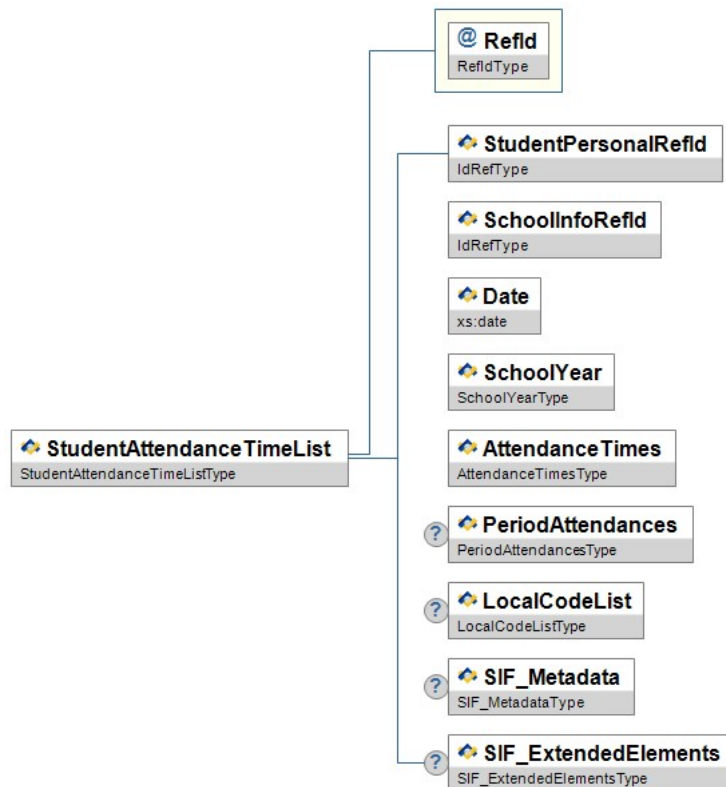 @ RefId
RefIdType
StudentPersonalRefId
IdRefType
SchoolInfoRefId
IdRefType
Date
xs:date
SchoolYear
SchoolYearType
StudentAttendanceTimeList
StudentAttendanceTimeListType
AttendanceTimes
AttendanceTimesType
? PeriodAttendances
PeriodAttendancesType
? LocalCodeList
LocalCodeListType
? SIF_Metadata
SIF_MetadataType
? SIF_ExtendedElements
SIF_ExtendedElementsType